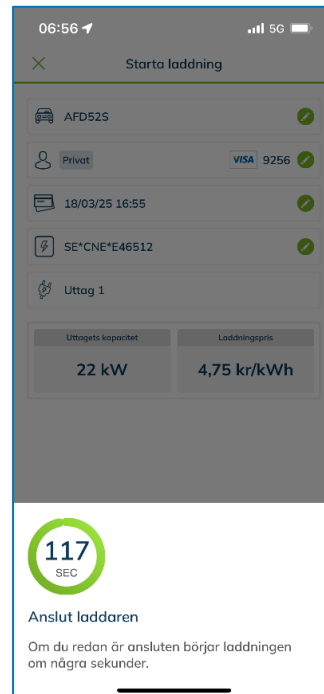 06:56 5G
Starta laddning
AFD52S
Privat VISA 9256
18/03/25 16:55
SE*CNE*E46512
Uttag 1
Uttagets kapacitet Laddningspris
22 kW 4,75 kr/kWh
117
SEC
Anslut laddaren
Om du redan är ansluten börjar laddningen
om några sekunder.